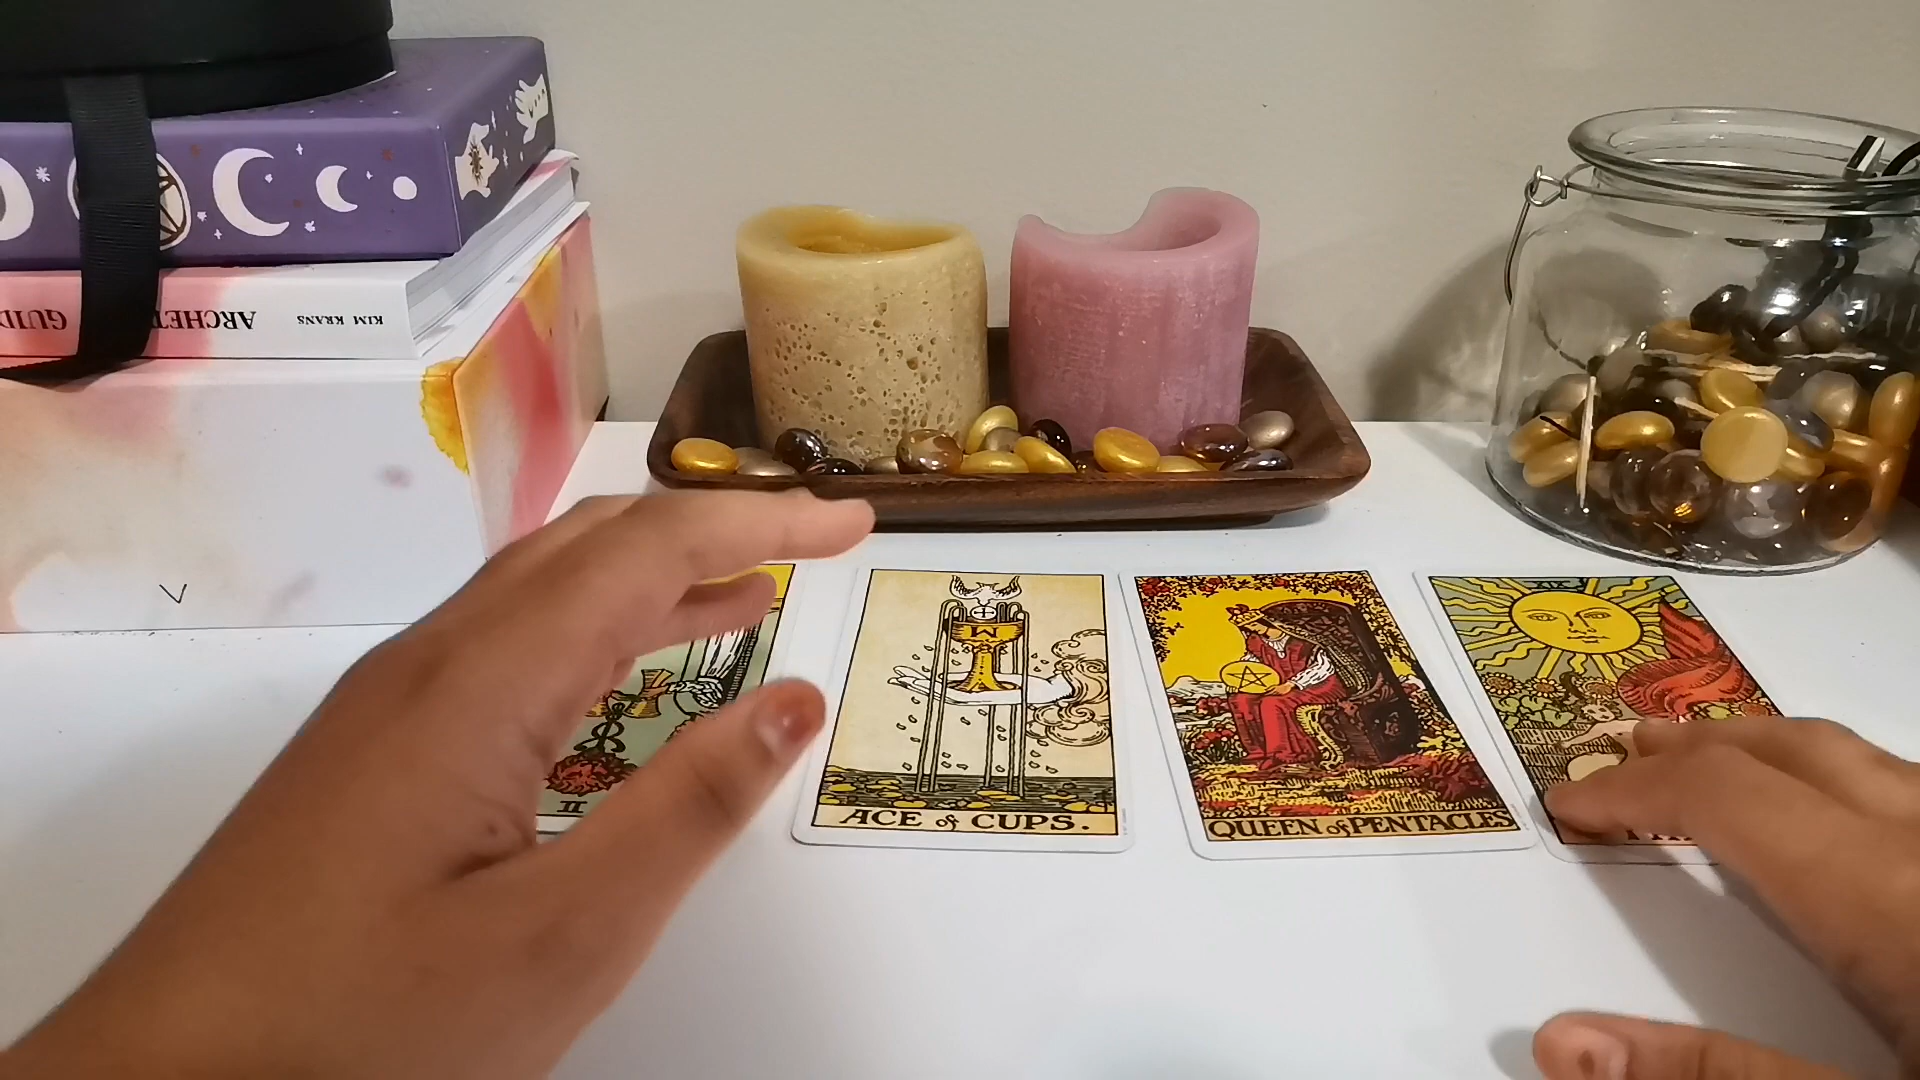 KIM KRANS
ARCHET
GUID
V
XIX
II
ACE of CUPS.
QUEEN of PENTACLES